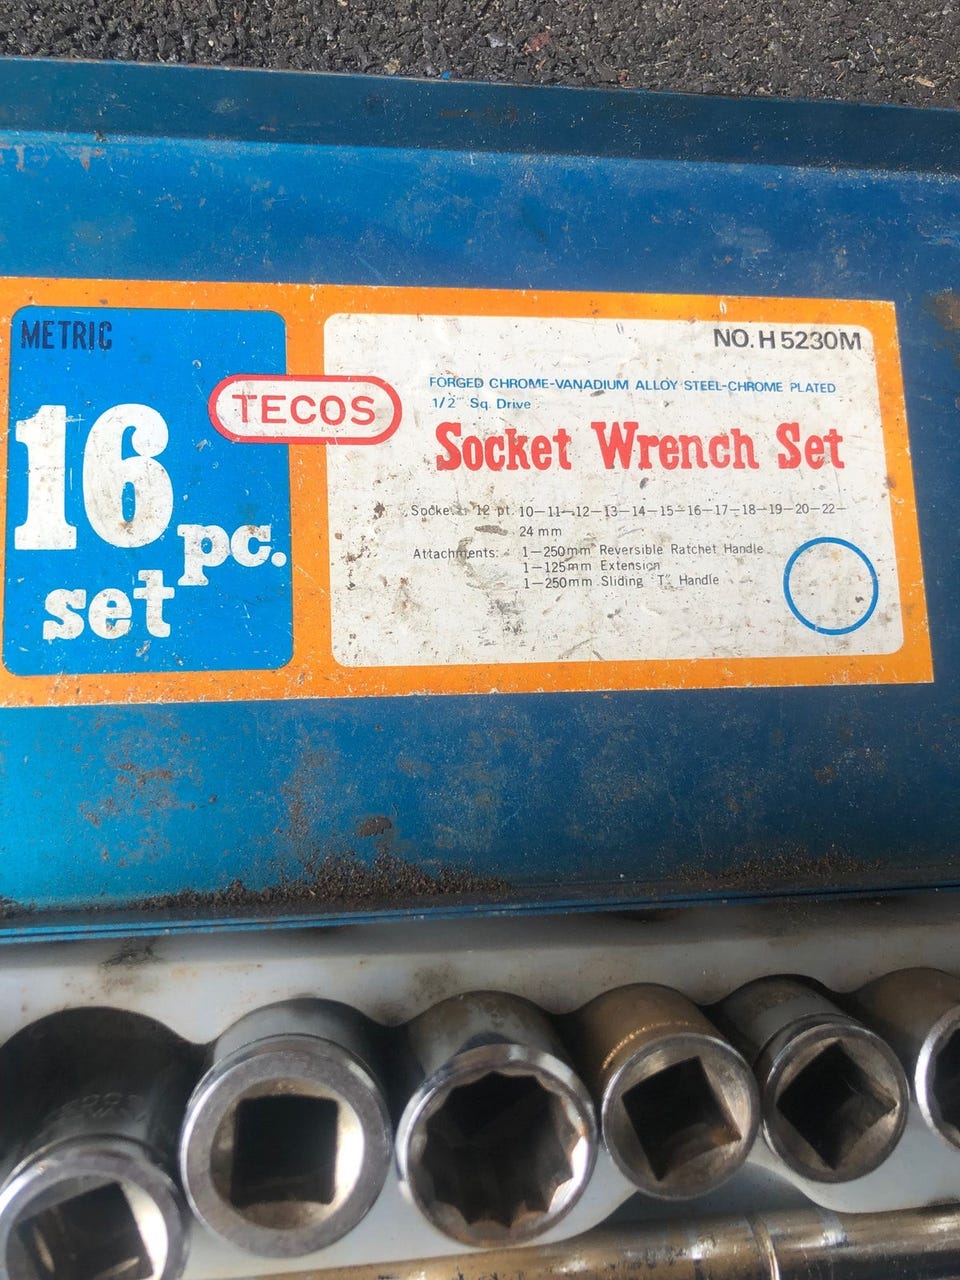 METRIC
16
pc.
set
TECOS
NO. H 5230M
FORGED CHROME-VANADIUM ALLOY STEEL-CHROME PLATED
1/2" Sq. Drive
Socket Wrench Set
12 pt. 10-11-12-13-14-15-16-17-18-19-20-22-
24 mm
Attachments: 1-250mm Reversible Ratchet Handle
1-125mm Extension
1-250mm Sliding "T" Handle